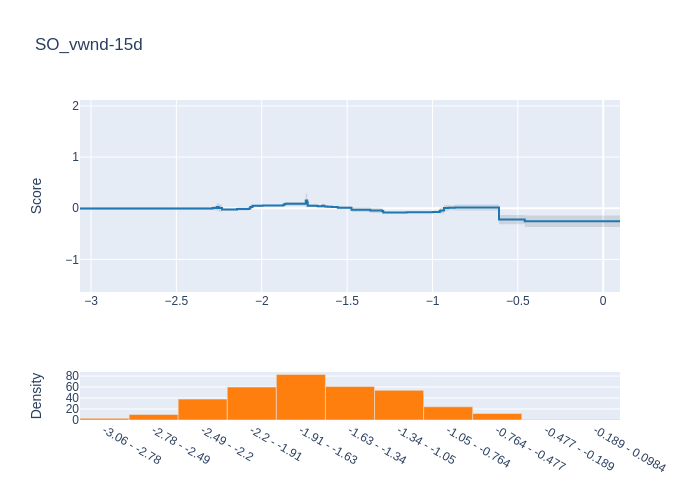 SO_vwnd-15d
Score
2
1
0
−1
−3
−2.5
−2
−1.5
−1
−0.5
0
Density
80
60
40
20
0
-3.06 - -2.78
-2.78 - -2.49
-2.49 - -2.2
-2.2 - -1.91
-1.91 - -1.63
-1.63 - -1.34
-1.34 - -1.05
-1.05 - -0.764
-0.764 - -0.477
-0.477 - -0.189
-0.189 - 0.0984